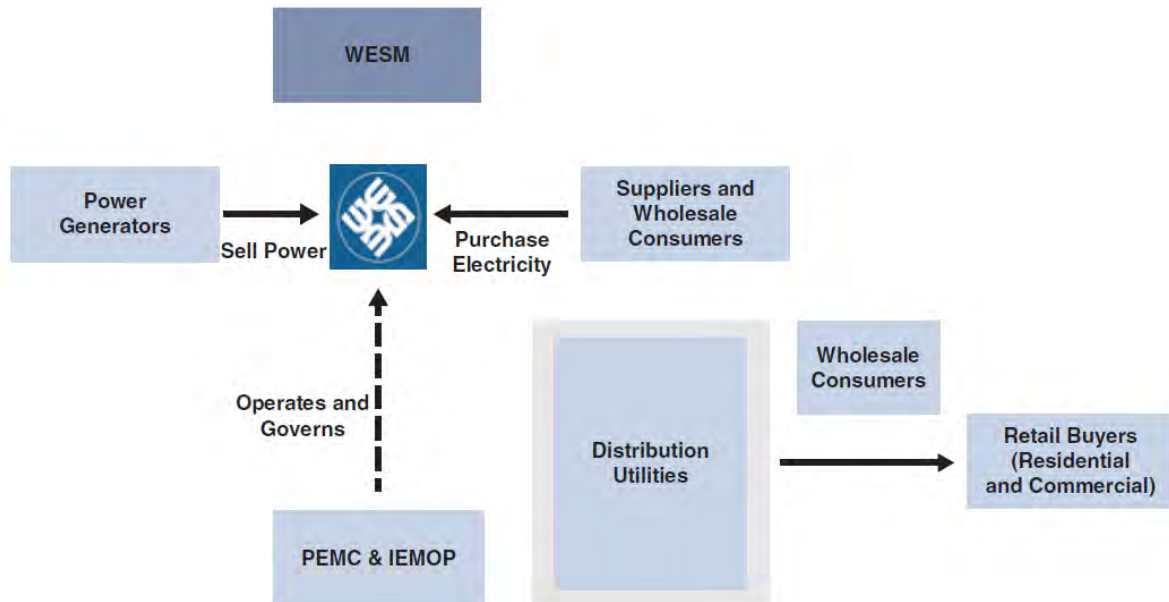 WESM
Power
Generators
Sell Power
Suppliers and
Wholesale
Consumers
Purchase
Electricity
Operates and
Governs
PEMC & IEMOP
Distribution
Utilities
Wholesale
Consumers
Retail Buyers
(Residential
and Commercial)